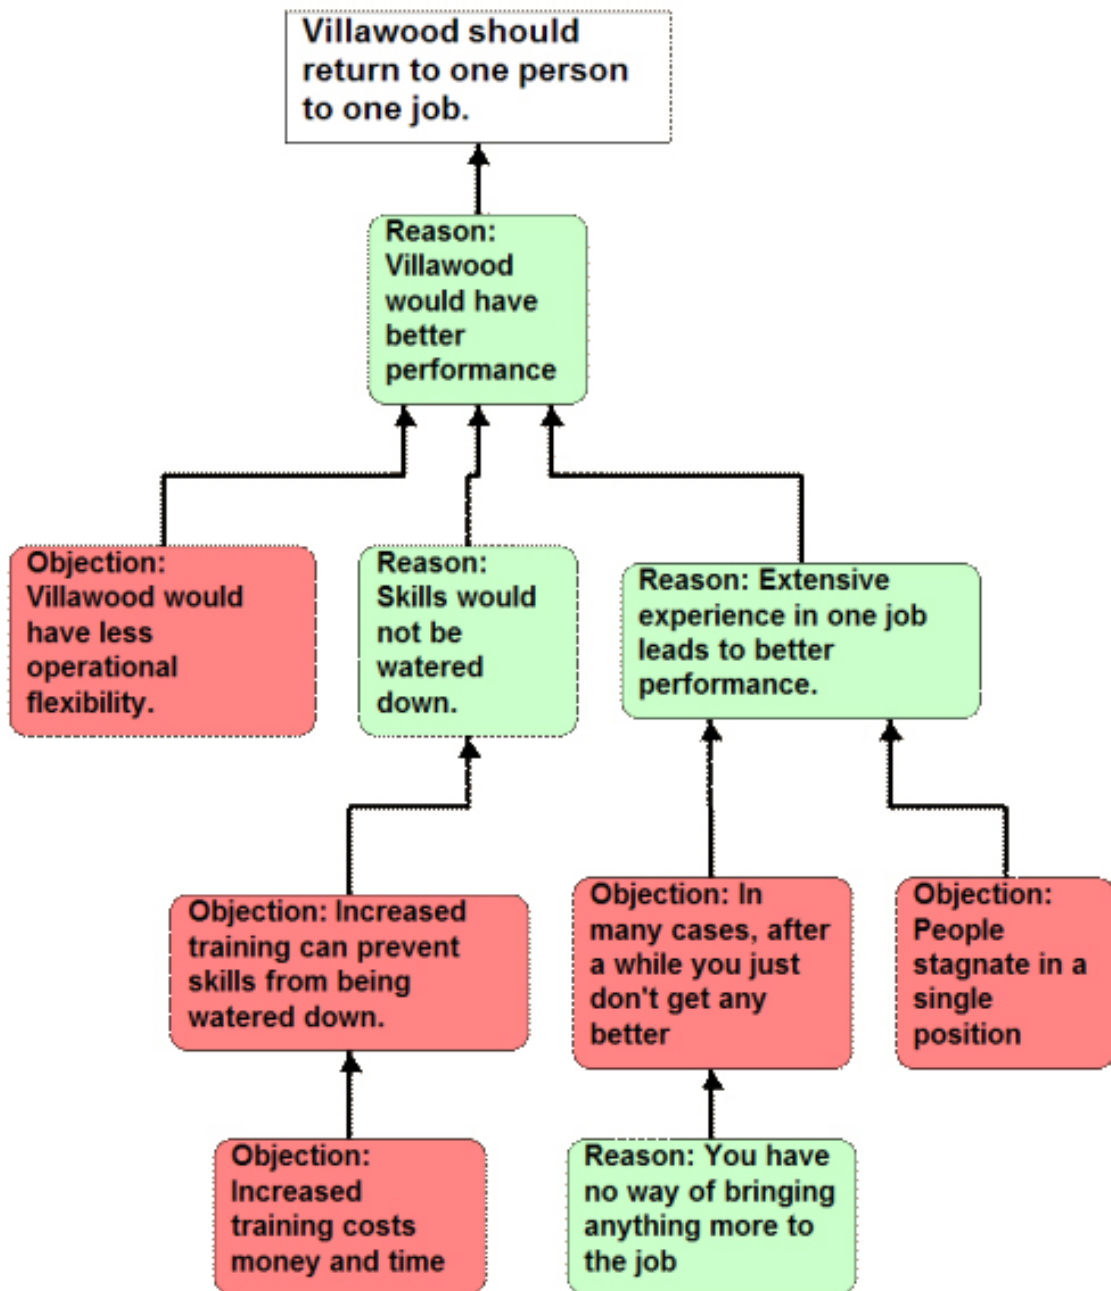 Villawood should
return to one person
to one job.
Reason:
Villawood
would have
better
performance
Objection:
Villawood would
have less
operational
flexibility.
Reason:
Skills would
not be
watered
down.
Reason: Extensive
experience in one job
leads to better
performance.
Objection: Increased
training can prevent
skills from being
watered down.
Objection: In
many cases, after
a while you just
don't get any
better
Objection:
People
stagnate in a
single
position
Objection:
Increased
training costs
money and time
Reason: You have
no way of bringing
anything more to
the job